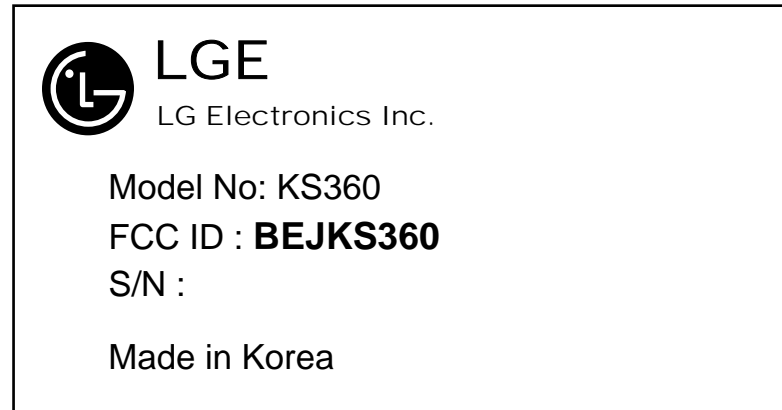 LGE
LG Electronics Inc.
Model No: KS360
FCC ID : BEJKS360
S/N :
Made in Korea